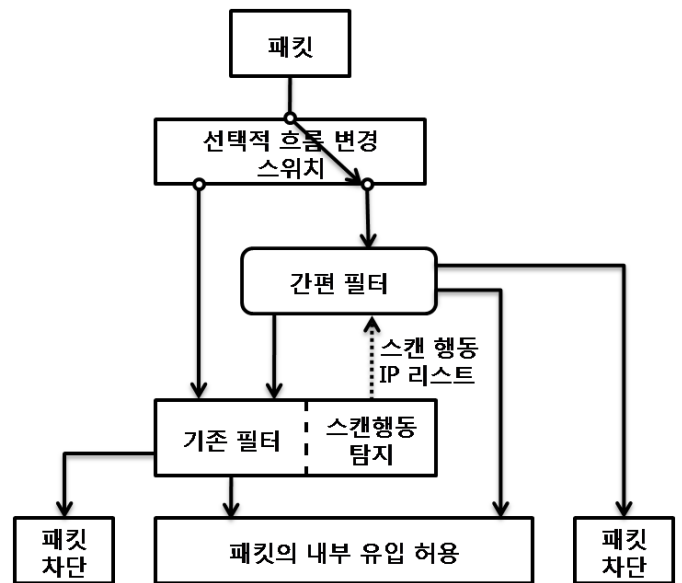 패킷
선택적 흐름 변경
스위치
간편 필터
스캔 행동
IP 리스트
기존 필터
스캔행동
탐지
패킷
차단
패킷의 내부 유입 허용
패킷
차단